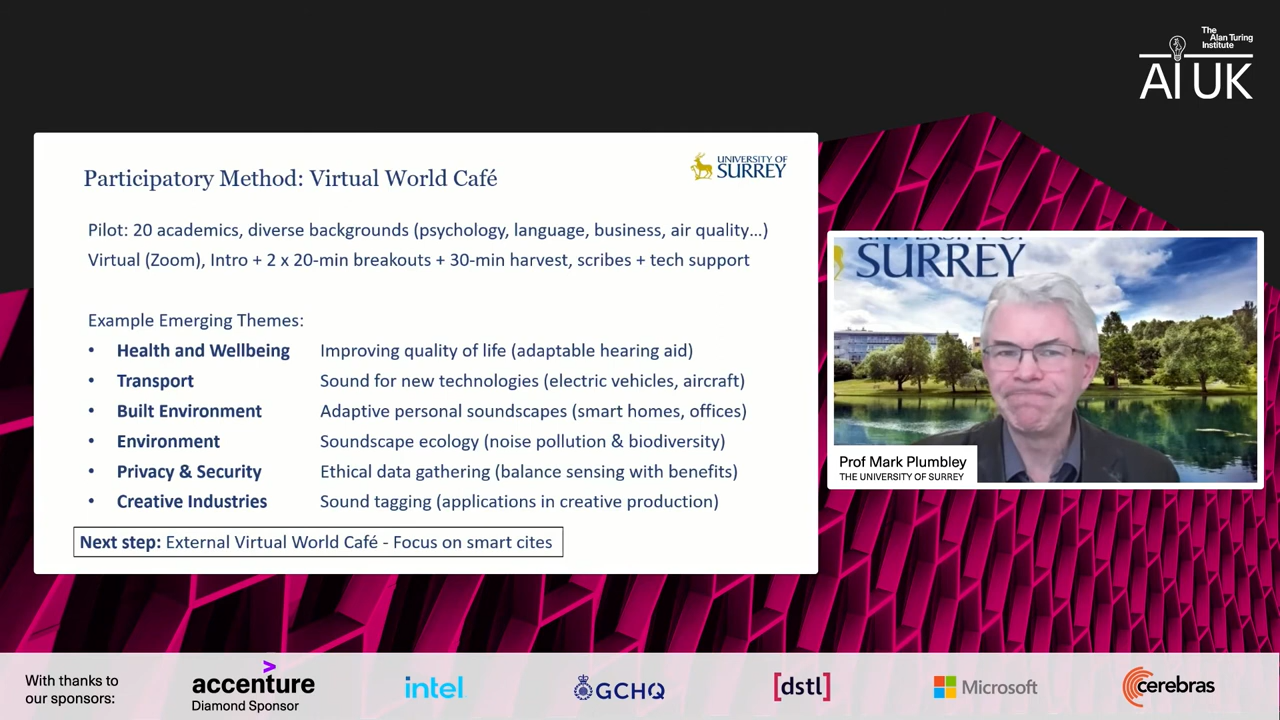 The
Alan Turing
Institute
AI UK
UNIVERSITY OF
SURREY
Participatory Method: Virtual World Café
Pilot: 20 academics, diverse backgrounds (psychology, language, business, air quality...)
Virtual (Zoom), Intro + 2 x 20-min breakouts + 30-min harvest, scribes + tech support
Example Emerging Themes:
• Health and Wellbeing Improving quality of life (adaptable hearing aid)
• Transport Sound for new technologies (electric vehicles, aircraft)
• Built Environment Adaptive personal soundscapes (smart homes, offices)
• Environment Soundscape ecology (noise pollution & biodiversity)
• Privacy & Security Ethical data gathering (balance sensing with benefits)
• Creative Industries Sound tagging (applications in creative production)
Next step: External Virtual World Café - Focus on smart cites
UNIVERSITY OF
SURREY
Prof Mark Plumbley
THE UNIVERSITY OF SURREY
With thanks to
our sponsors:
>
accenture
Diamond Sponsor
intel
GCHQ
[dstl]
Microsoft
cerebras